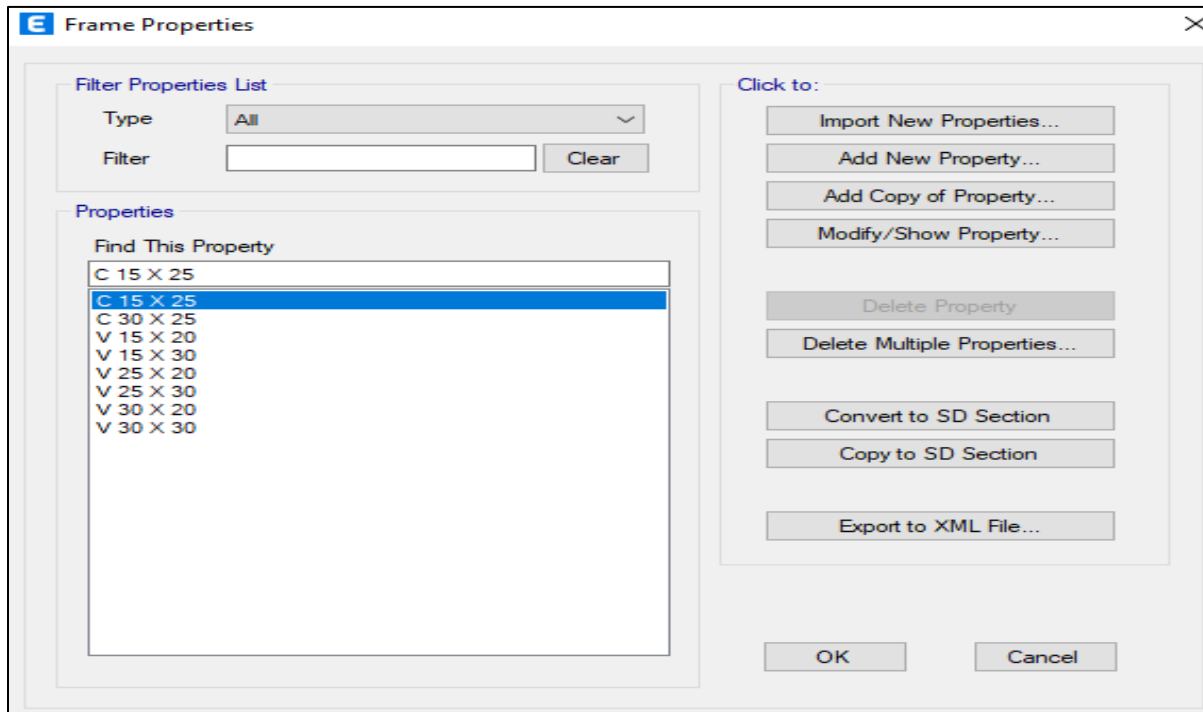 E Frame Properties
Filter Properties List
Type All
Filter Clear
Properties
Find This Property
C 15 X 25
C 15 X 25
C 30 X 25
V 15 X 20
V 15 X 30
V 25 X 20
V 25 X 30
V 30 X 20
V 30 X 30
Click to:
Import New Properties...
Add New Property...
Add Copy of Property...
Modify/Show Property...
Delete Property
Delete Multiple Properties...
Convert to SD Section
Copy to SD Section
Export to XML File...
OK Cancel